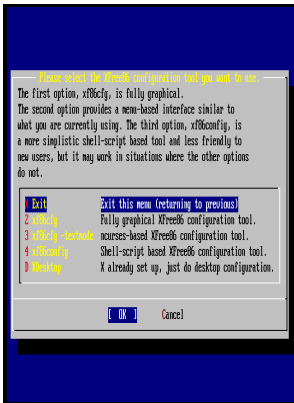 Please select the XFree86 configuration tool you want to use.
The first option, xf86cfg, is fully graphical.
The second option provides a menu-based interface similar to
what you are currently using. The third option, xf86config, is
a more simplistic shell-script based tool and less friendly to
new users, but it may work in situations where the other options
do not.
X Exit Exit this menu (returning to previous)
2 xf86cfg Fully graphical XFree86 configuration tool.
3 xf86cfg -textmode ncurses-based XFree86 configuration tool.
4 xf86config Shell-script based XFree86 configuration tool.
D XDesktop X already set up, just do desktop configuration.
[ OK ] Cancel